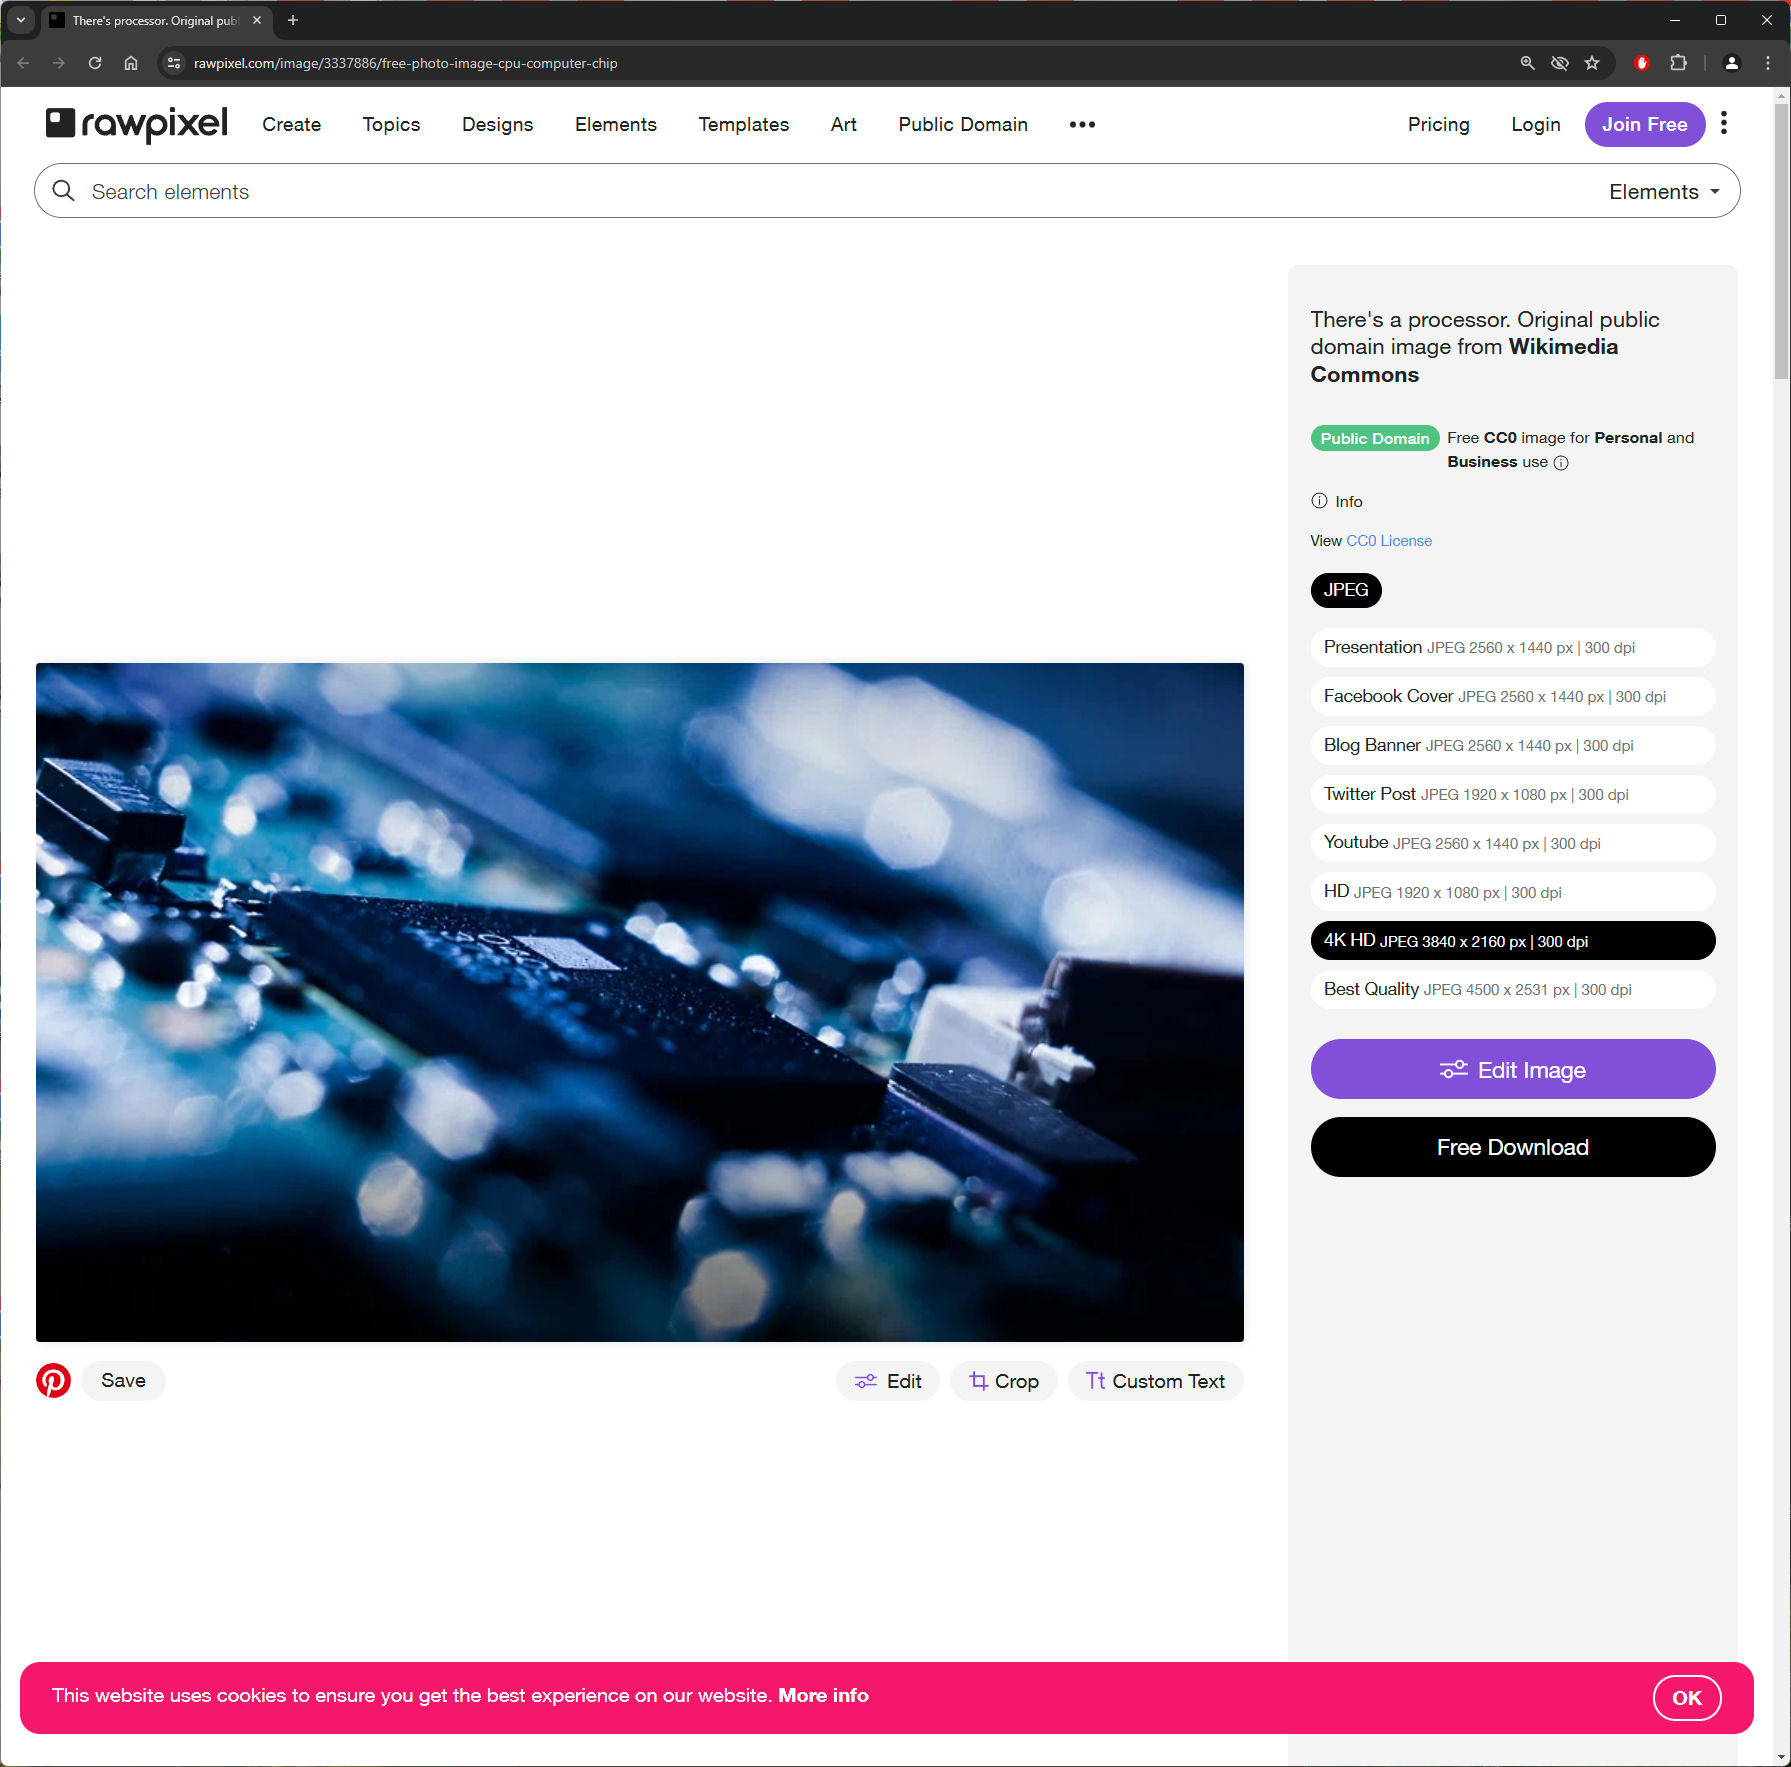 There's processor. Original pub
rawpixel.com/image/3337886/free-photo-image-cpu-computer-chip
rawpixel Create Topics Designs Elements Templates Art Public Domain Pricing Login Join Free
Search elements Elements
There's a processor. Original public
domain image from Wikimedia
Commons
Public Domain Free CC0 image for Personal and
Business use
Info
View CC0 License
JPEG
Presentation JPEG 2560 x 1440 px | 300 dpi
Facebook Cover JPEG 2560 x 1440 px | 300 dpi
Blog Banner JPEG 2560 x 1440 px | 300 dpi
Twitter Post JPEG 1920 x 1080 px | 300 dpi
Youtube JPEG 2560 x 1440 px | 300 dpi
HD JPEG 1920 x 1080 px | 300 dpi
4K HD JPEG 3840 x 2160 px | 300 dpi
Best Quality JPEG 4500 x 2531 px | 300 dpi
Edit Image
Free Download
Save Edit Crop Tt Custom Text
This website uses cookies to ensure you get the best experience on our website. More info
OK